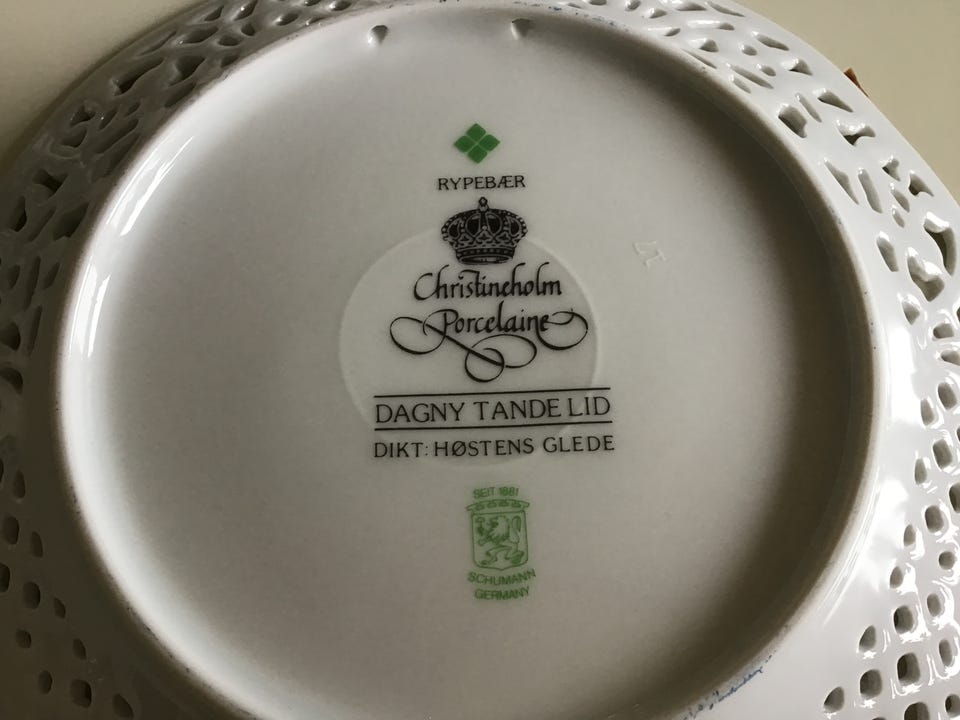 RYPEBÆR
Christineholm
Porcelaine
DAGNY TANDE LID
DIKT: HØSTENS GLEDE
SEIT 1881
SCHUMANN
GERMANY